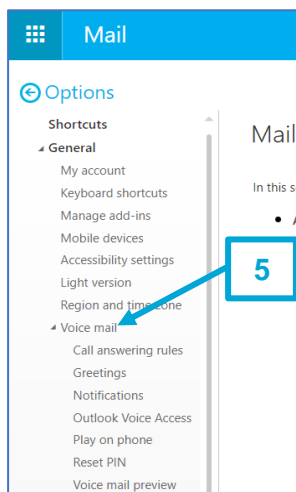 Mail
Options
Shortcuts
General
Mail
My account
In this s
Keyboard shortcuts
Manage add-ins
Mobile devices
Accessibility settings
5
Light version
Region and time zone
Voice mail
Call answering rules
Greetings
Notifications
Outlook Voice Access
Play on phone
Reset PIN
Voice mail preview